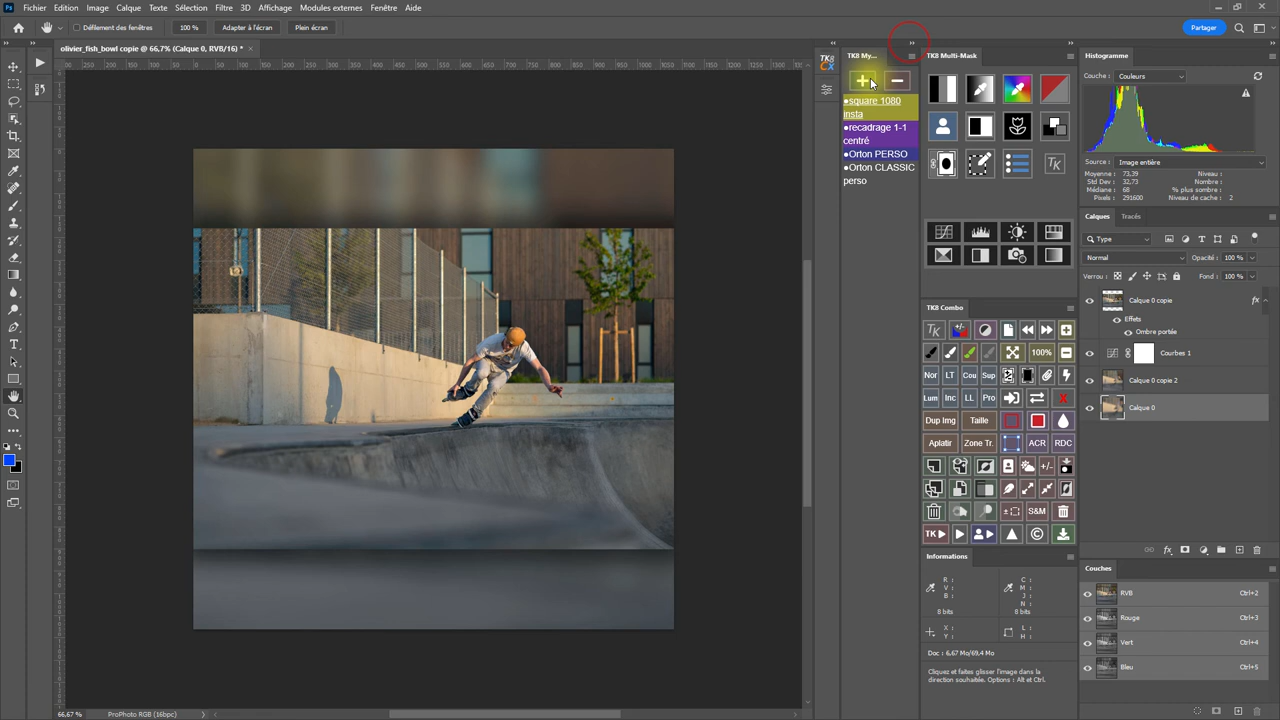 Ps Fichier Edition Image Calque Texte Sélection Filtre 3D Affichage Modules externes Fenêtre Aide
Défilement des fenêtres 100 % Adapter à l'écran Plein écran Partager
olivier_fish_bowl copie @ 66,7% (Calque 0, RVB/16) *
TK8 My...
square 1080
insta
recadrage 1-1
centré
Orton PERSO
Orton CLASSIC
perso
TK8 Multi-Mask
TK
TK8 Combo
TK
100%
Nor LT Cou Sup
Lum Inc LL Pro X
Dup Img Taille
Aplatir Zone Tr. ACR RDC
+/-
S&M
TK
Informations
R : C :
V : M :
B : J :
N :
8 bits 8 bits
X : L :
Y : H :
Doc : 6,67 Mo/69,4 Mo
Cliquez et faites glisser l'image dans la
direction souhaitée. Options : Alt et Ctrl.
Histogramme
Couche : Couleurs
Source : Image entière
Moyenne : 73,39 Niveau :
Std Dev : 32,73 Nombre :
Médiane : 68 % plus sombre :
Pixels : 291600 Niveau de cache : 2
Calques Tracés
Type
Normal Opacité : 100 %
Verrou : Fond : 100 %
Calque 0 copie fx
Effets
Ombre portée
Courbes 1
Calque 0 copie 2
Calque 0
fx
Couches
RVB Ctrl+2
Rouge Ctrl+3
Vert Ctrl+4
Bleu Ctrl+5
66,67 % ProPhoto RGB (16bpc)